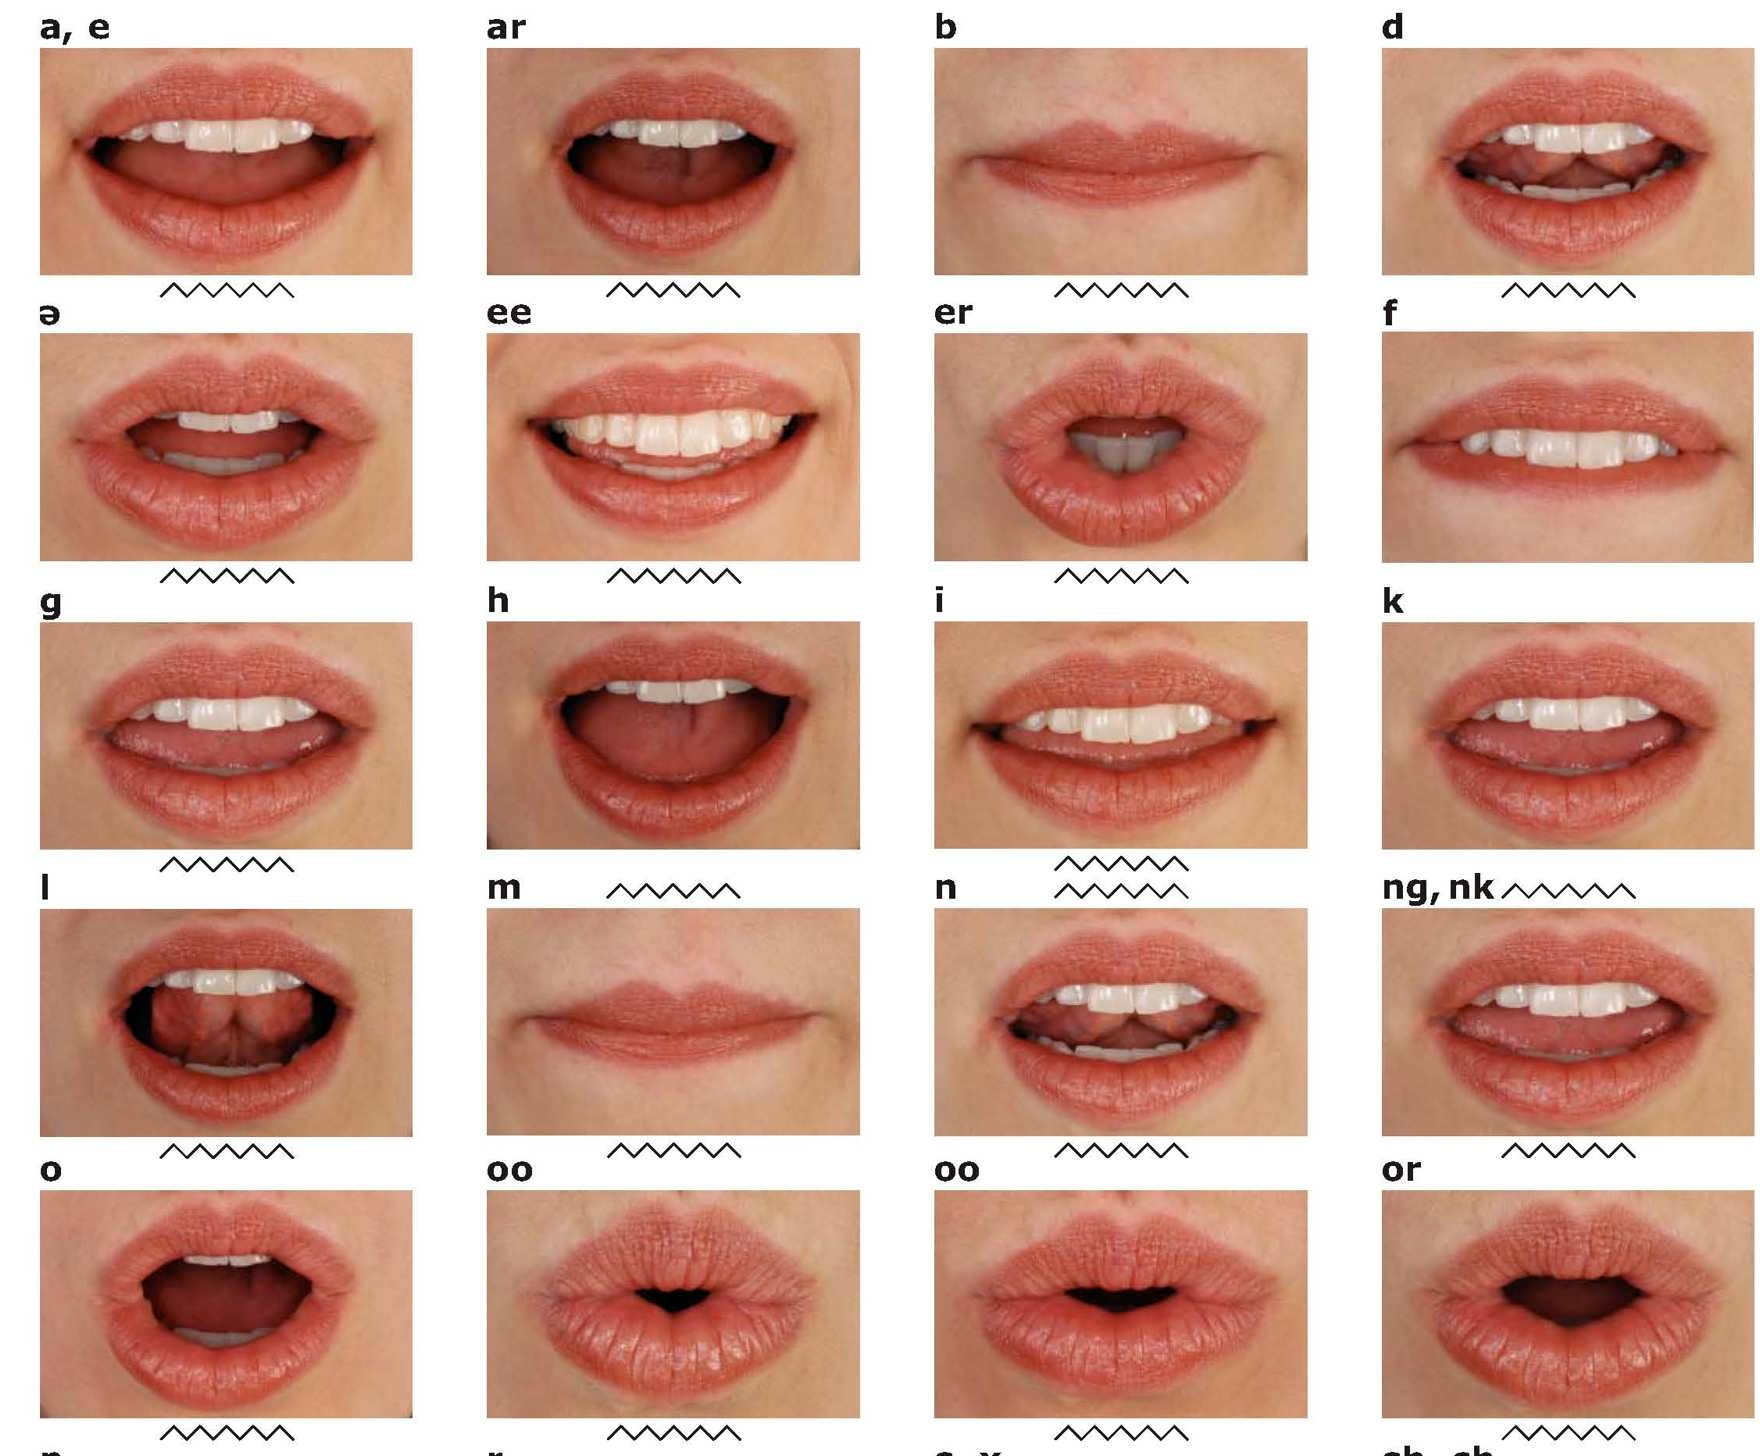 a, e ar b d
ə ee er f
g h i k
l m n ng, nk
o oo oo or